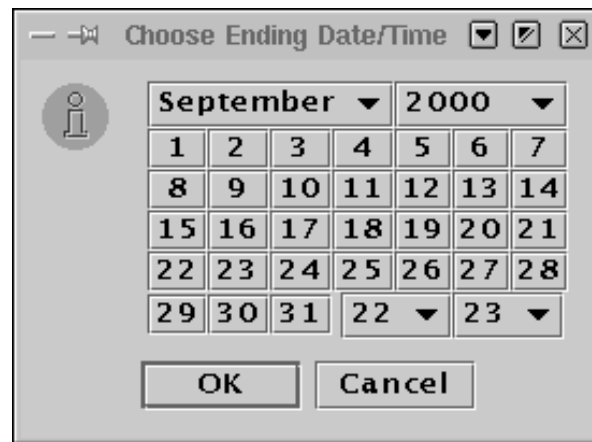 Choose Ending Date/Time
September 2000
1 2 3 4 5 6 7
8 9 10 11 12 13 14
15 16 17 18 19 20 21
22 23 24 25 26 27 28
29 30 31 22 23
OK Cancel